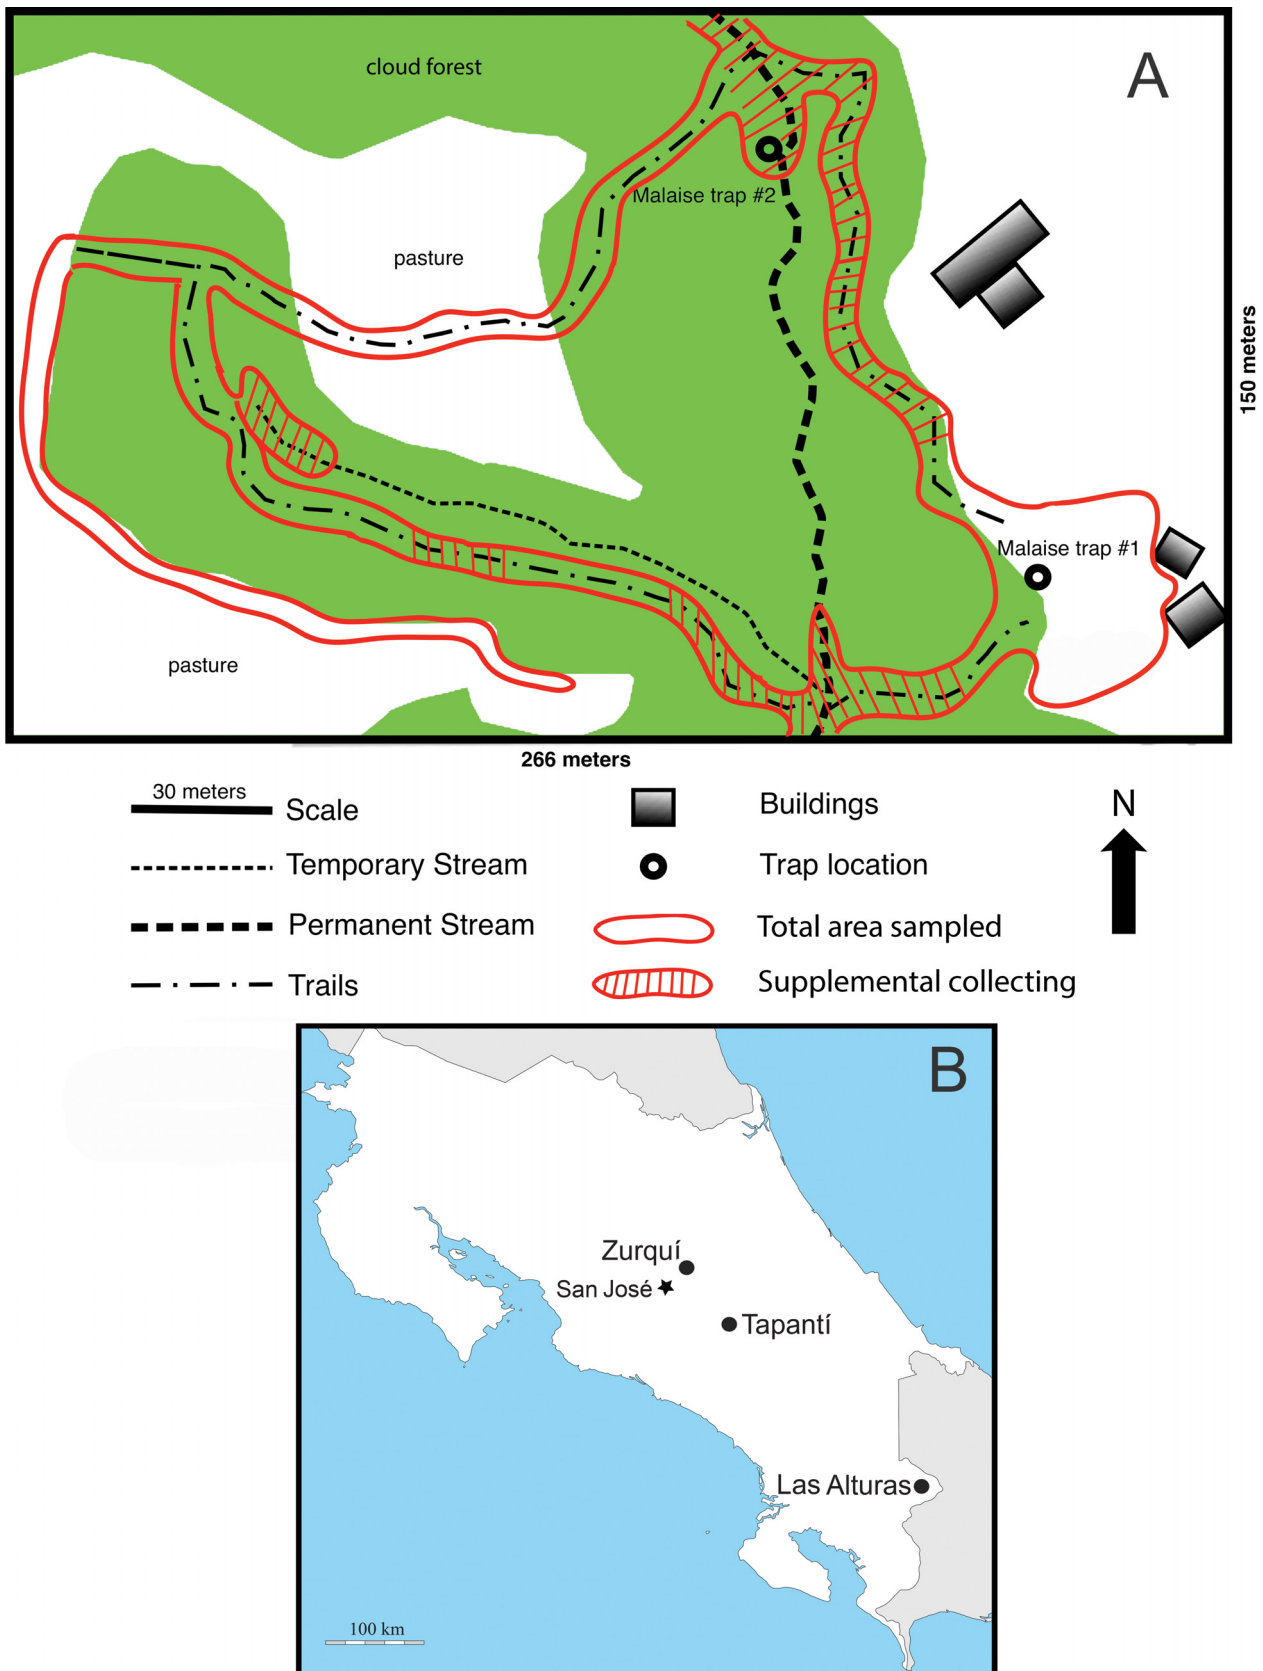 A
cloud forest
Malaise trap #2
pasture
150 meters
Malaise trap #1
pasture
266 meters
30 meters
Scale
Buildings
N
Temporary Stream
Trap location
Permanent Stream
Total area sampled
Trails
Supplemental collecting
B
Zurquí
San José
Tapantí
Las Alturas
100 km